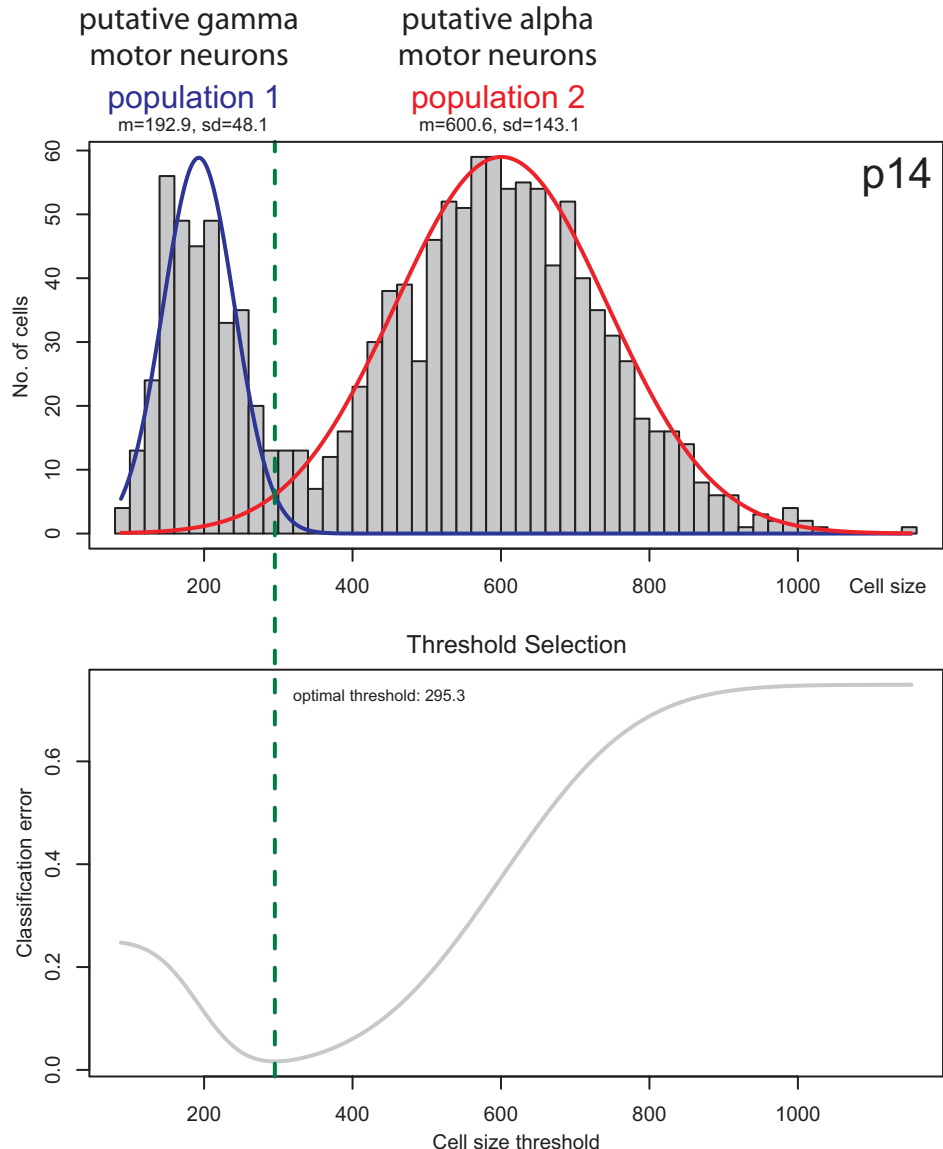 putative gamma
motor neurons
putative alpha
motor neurons
population 1
population 2
m=192.9, sd=48.1
m=600.6, sd=143.1
p14
No. of cells
60
50
40
30
20
10
0
200 400 600 800 1000 Cell size
Threshold Selection
optimal threshold: 295.3
Classification error
0.6
0.4
0.2
0.0
200 400 600 800 1000
Cell size threshold